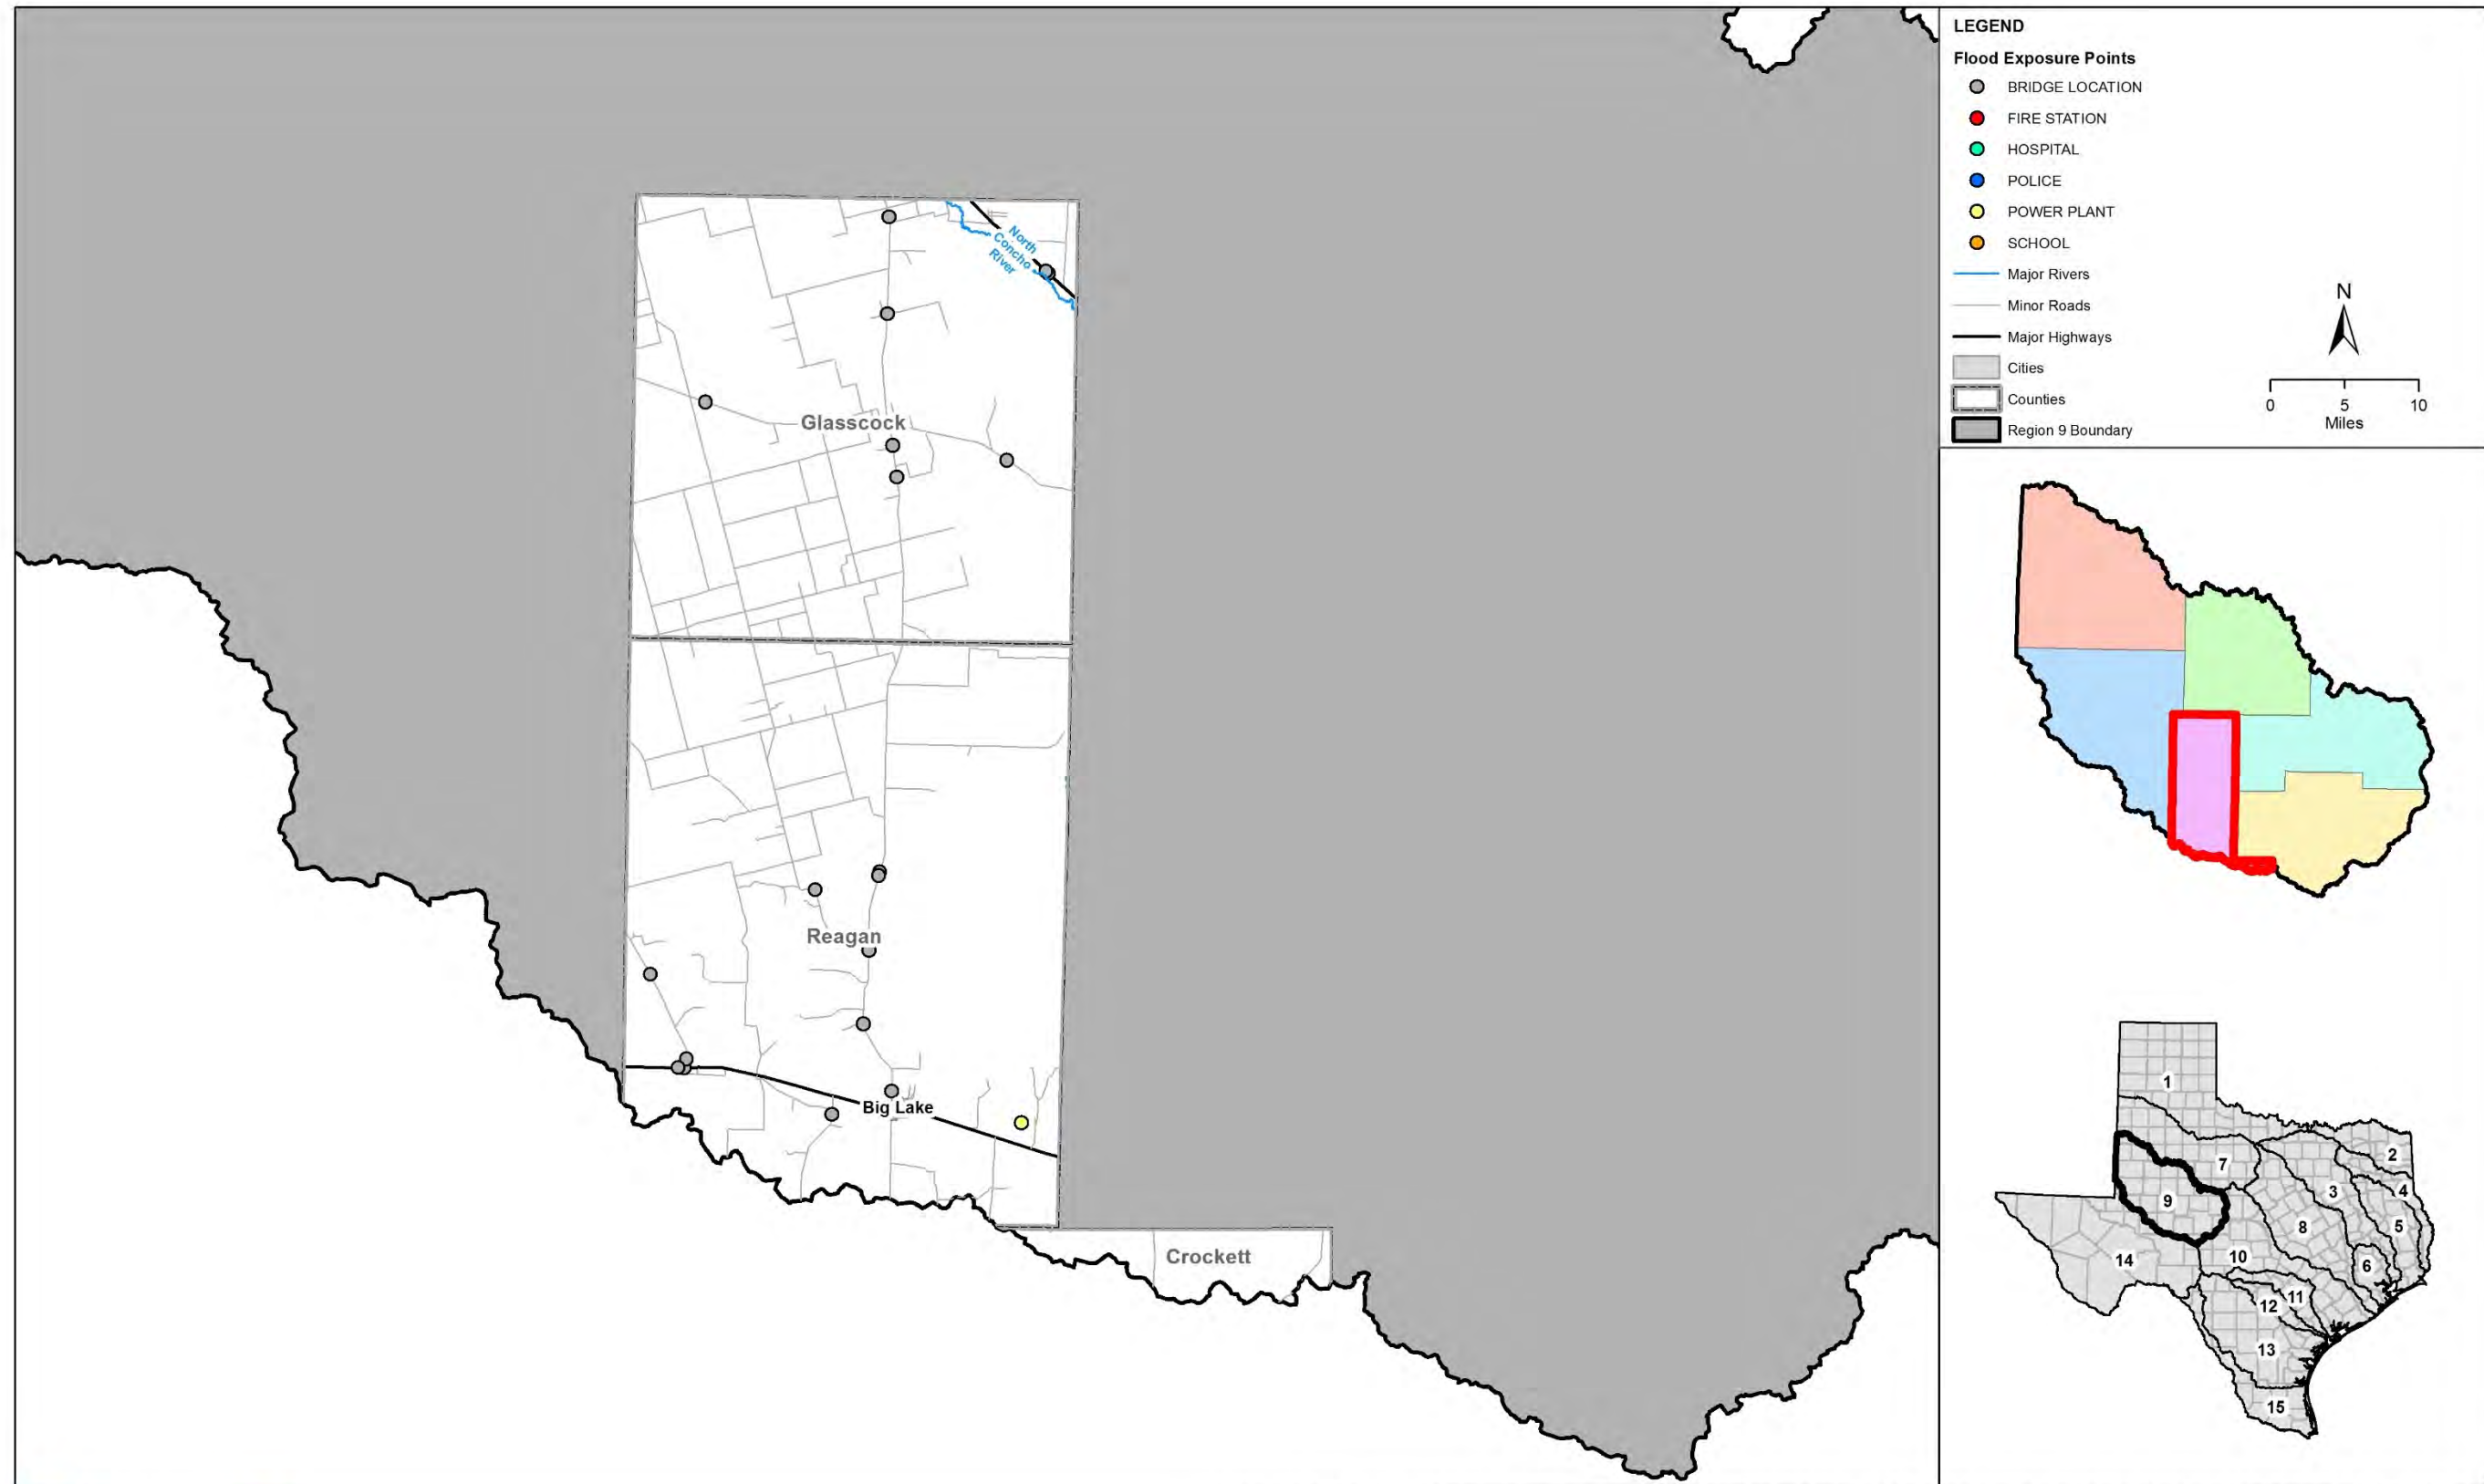 North
Concho
River
Glasscock
Reagan
Big Lake
Crockett
LEGEND
Flood Exposure Points
BRIDGE LOCATION
FIRE STATION
HOSPITAL
POLICE
POWER PLANT
SCHOOL
Major Rivers
Minor Roads
Major Highways
Cities
Counties
Region 9 Boundary
N
0 5 10
Miles
1
2
7
3
4
9
8
5
14
10
6
11
12
13
15